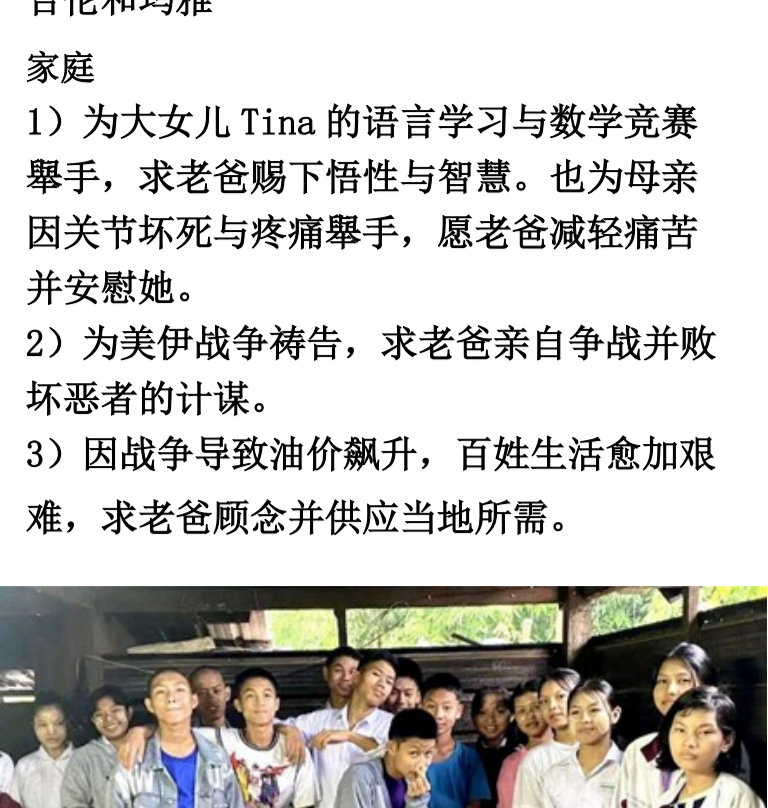 百伦和玛雅
家庭
1）为大女儿 Tina 的语言学习与数学竞赛
舉手，求老爸赐下悟性与智慧。也为母亲
因关节坏死与疼痛舉手，愿老爸减轻痛苦
并安慰她。
2）为美伊战争祷告，求老爸亲自争战并败
坏恶者的计谋。
3）因战争导致油价飙升，百姓生活愈加艰
难，求老爸顾念并供应当地所需。